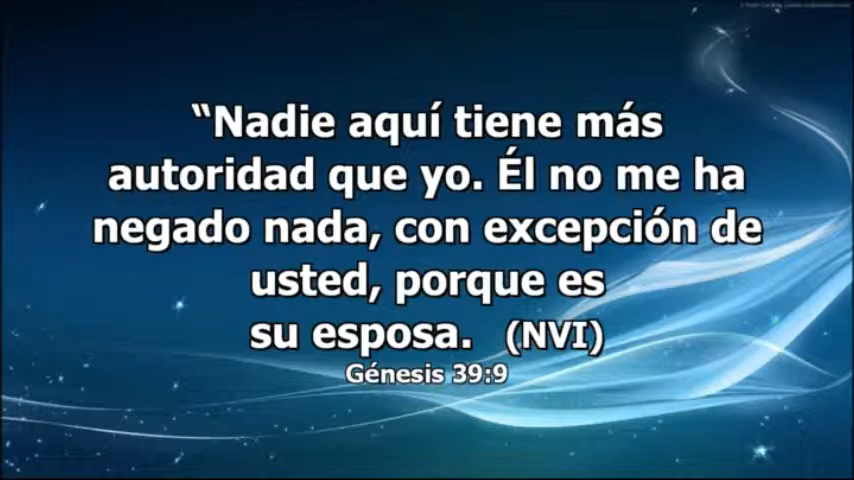 “Nadie aquí tiene más
autoridad que yo. Él no me ha
negado nada, con excepción de
usted, porque es
su esposa. (NVI)
Génesis 39:9